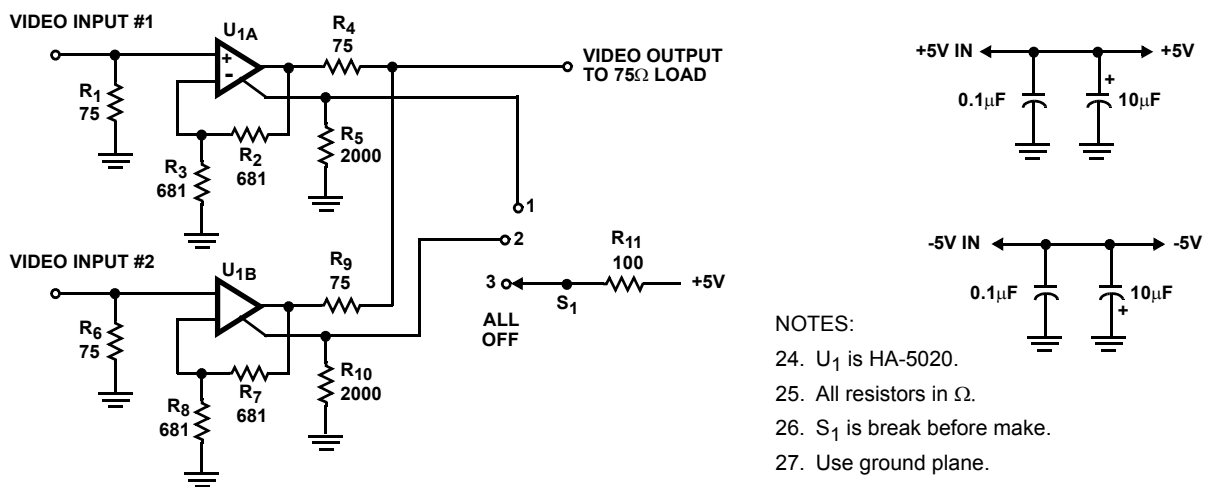 VIDEO INPUT #1
U1A
+
-
R1
75
R4
75
VIDEO OUTPUT
TO 75Ω LOAD
R2
681
R3
681
R5
2000
1
2
3
ALL
OFF
S1
R11
100
+5V
VIDEO INPUT #2
U1B
R6
75
R9
75
R7
681
R8
681
R10
2000
+5V IN
+5V
0.1µF
+
10µF
-5V IN
-5V
0.1µF
10µF
+
NOTES:
24. U1 is HA-5020.
25. All resistors in Ω.
26. S1 is break before make.
27. Use ground plane.